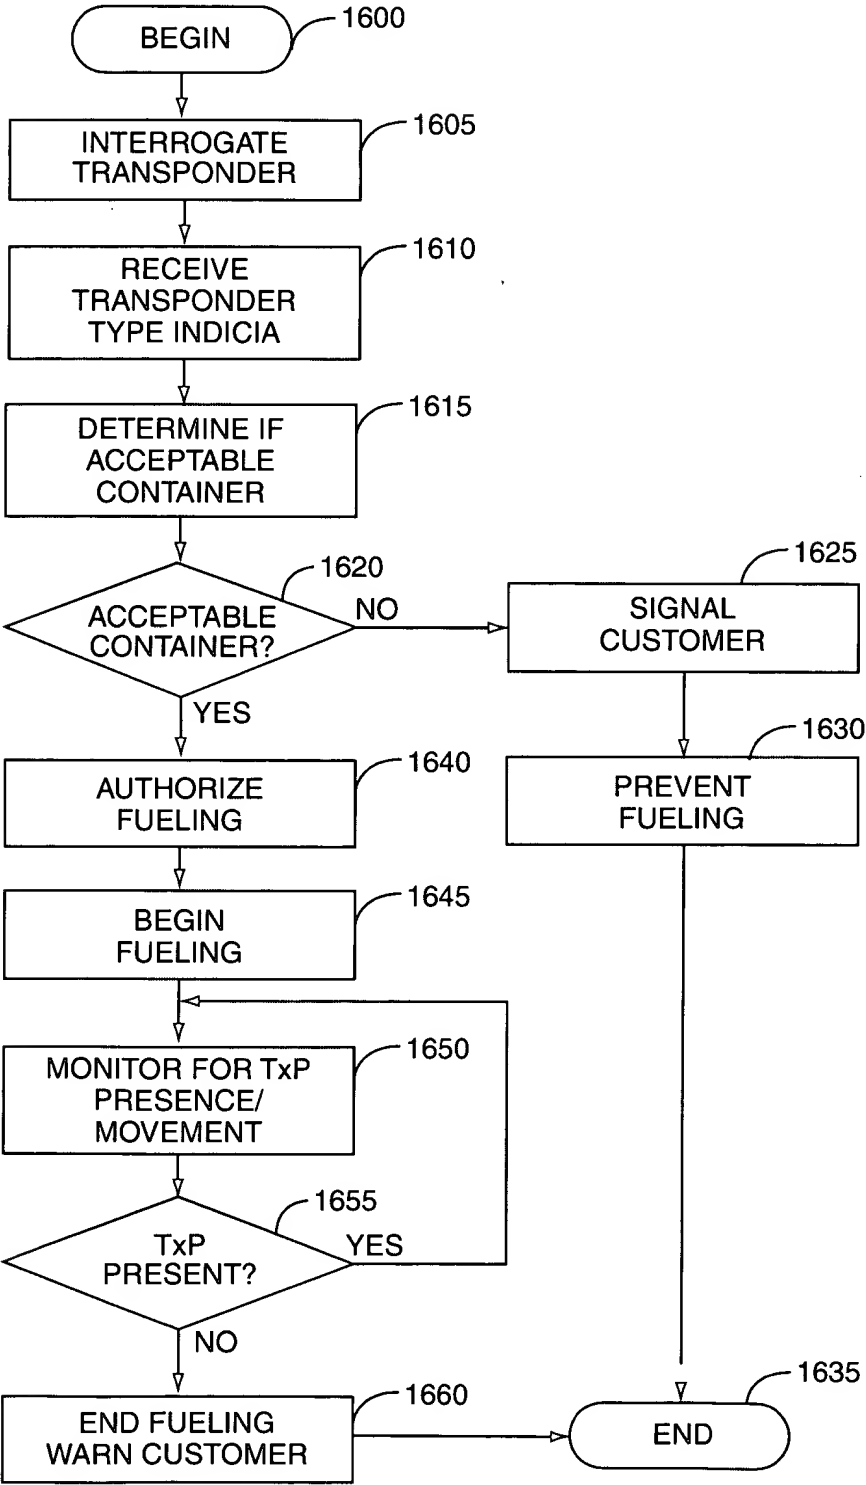 BEGIN
1600
INTERROGATE
TRANSPONDER
1605
RECEIVE
TRANSPONDER
TYPE INDICIA
1610
DETERMINE IF
ACCEPTABLE
CONTAINER
1615
ACCEPTABLE
CONTAINER?
1620
NO
YES
SIGNAL
CUSTOMER
1625
PREVENT
FUELING
1630
AUTHORIZE
FUELING
1640
BEGIN
FUELING
1645
MONITOR FOR TxP
PRESENCE/
MOVEMENT
1650
TxP
PRESENT?
1655
YES
NO
END FUELING
WARN CUSTOMER
1660
END
1635